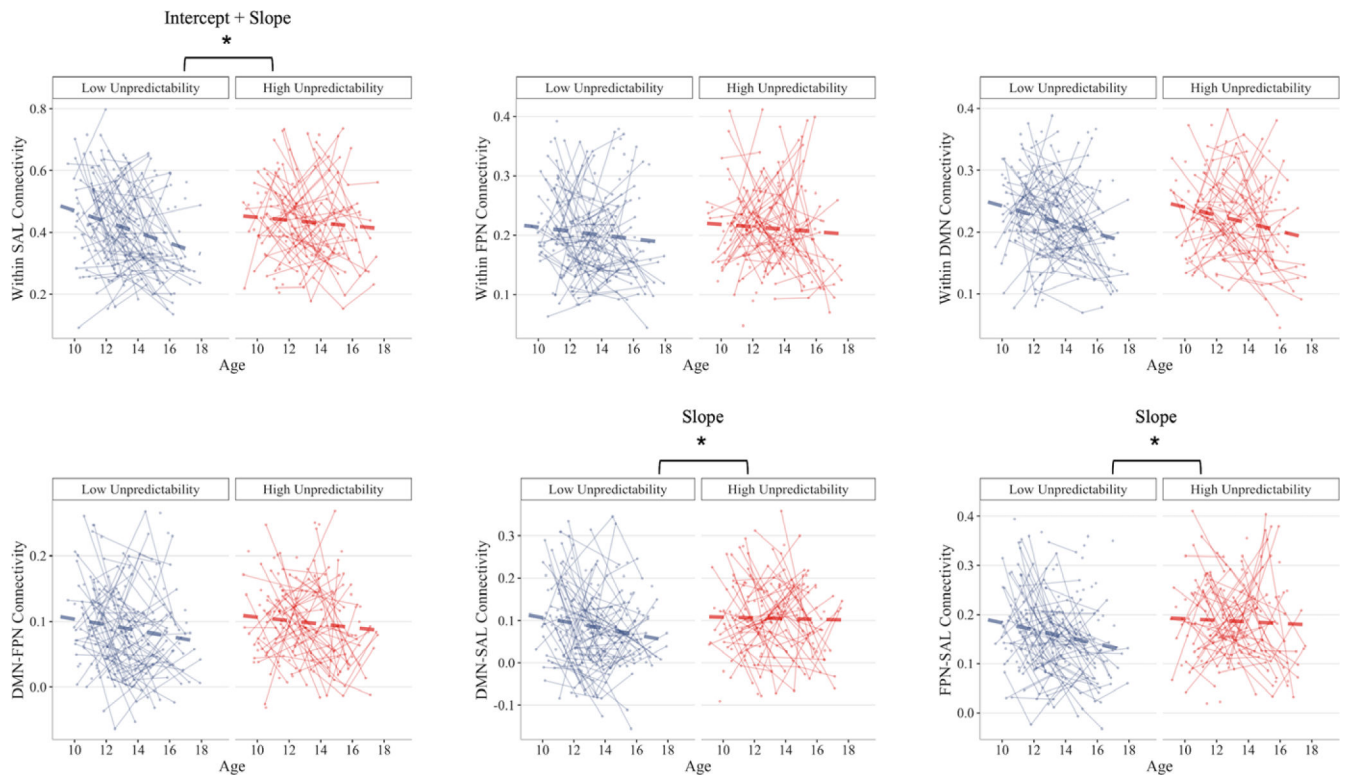 Intercept + Slope
*
Low Unpredictability High Unpredictability
Within SAL Connectivity
0.8
0.6
0.4
0.2
10 12 14 16 18 10 12 14 16 18
Age
Low Unpredictability High Unpredictability
Within FPN Connectivity
0.4
0.3
0.2
0.1
10 12 14 16 18 10 12 14 16 18
Age
Low Unpredictability High Unpredictability
Within DMN Connectivity
0.4
0.3
0.2
0.1
10 12 14 16 18 10 12 14 16 18
Age
Low Unpredictability High Unpredictability
DMN-FPN Connectivity
0.2
0.1
0.0
10 12 14 16 18 10 12 14 16 18
Age
Slope
*
Low Unpredictability High Unpredictability
DMN-SAL Connectivity
0.3
0.2
0.1
0.0
-0.1
10 12 14 16 18 10 12 14 16 18
Age
Slope
*
Low Unpredictability High Unpredictability
FPN-SAL Connectivity
0.4
0.3
0.2
0.1
0.0
10 12 14 16 18 10 12 14 16 18
Age